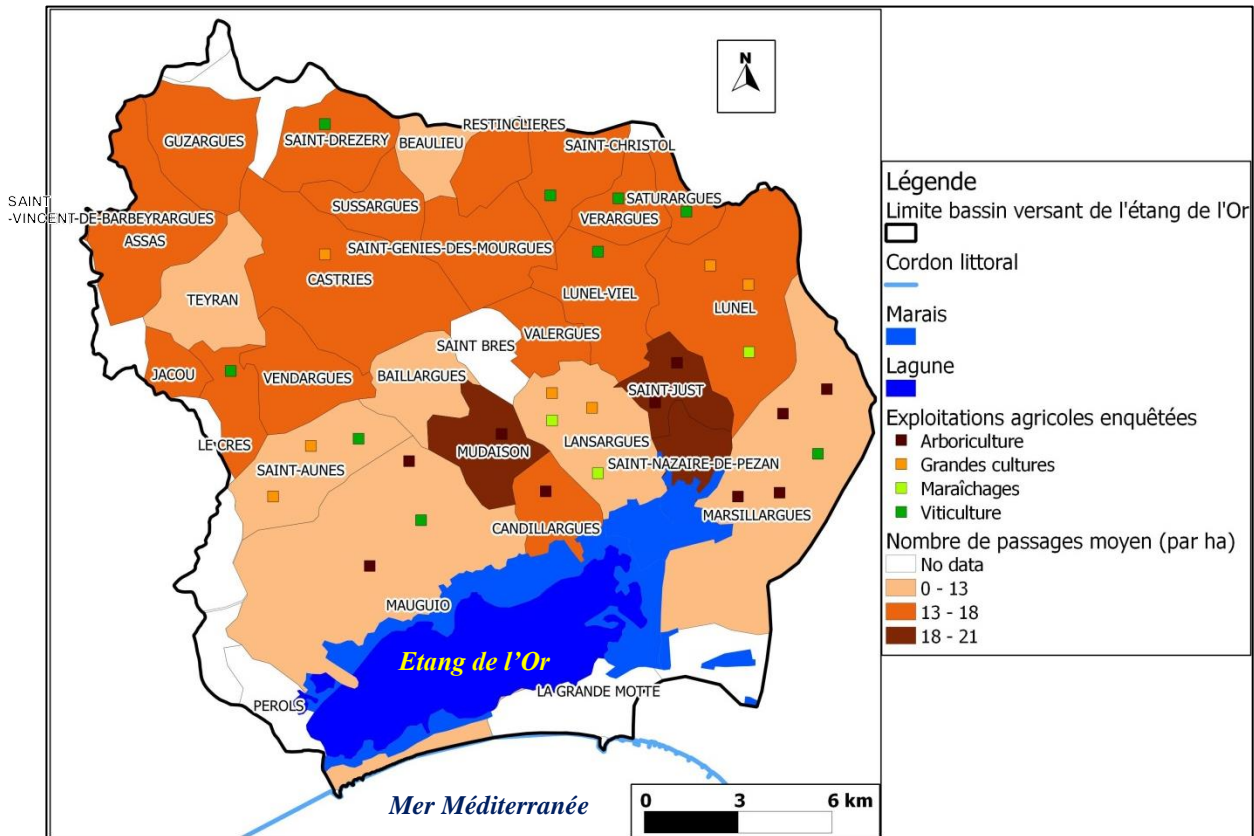 N
RESTINCLIERES
GUZARGUES
SAINT-DREZERY
BEAULIEU
SAINT-CHRISTOL
SAINT
-VINCENT-DE-BARBEYRARGUES
SUSSARGUES
SATURARGUES
VERARGUES
ASSAS
SAINT-GENIES-DES-MOURGUES
CASTRIES
TEYRAN
LUNEL-VIEL
LUNEL
VALERGUES
SAINT BRES
JACOU
VENDARGUES
BAILLARGUES
SAINT-JUST
LE CRES
MUDAISON
LANSARGUES
SAINT-AUNES
SAINT-NAZAIRE-DE-PEZAN
MARSILLARGUES
CANDILLARGUES
MAUGUIO
Etang de l'Or
LA GRANDE MOTTE
PEROLS
Mer Méditerranée
0 3 6 km
Légende
Limite bassin versant de l'étang de l'Or
Cordon littoral
Marais
Lagune
Exploitations agricoles enquêtées
Arboriculture
Grandes cultures
Maraîchages
Viticulture
Nombre de passages moyen (par ha)
No data
0 - 13
13 - 18
18 - 21